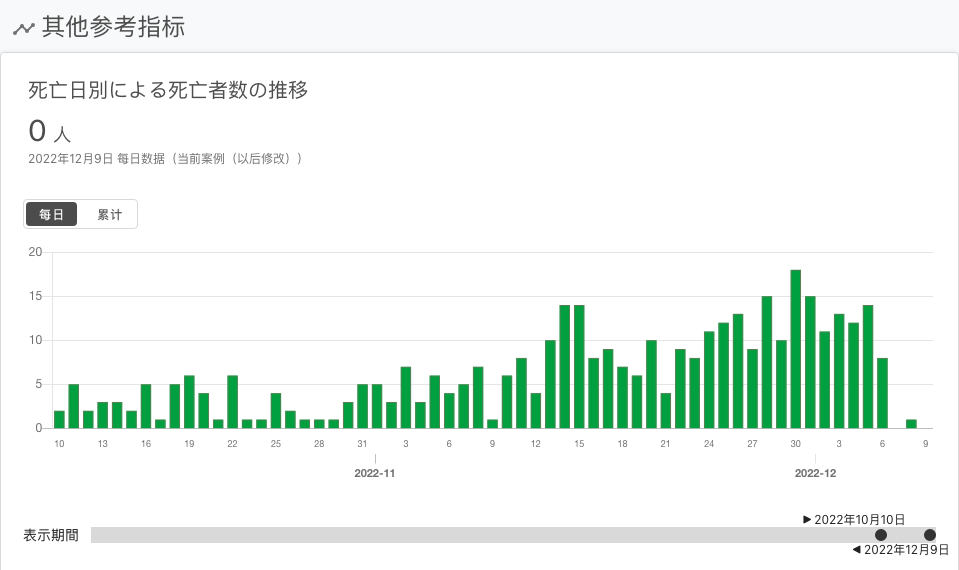 其他参考指标
死亡日別による死亡者数の推移
0 人
2022年12月9日 每日数据（当前案例（以后修改））
每日 累计
20
15
10
5
0
10 13 16 19 22 25 28 31 3 6 9 12 15 18 21 24 27 30 3 6 9
2022-11 2022-12
2022年10月10日
表示期間
2022年12月9日